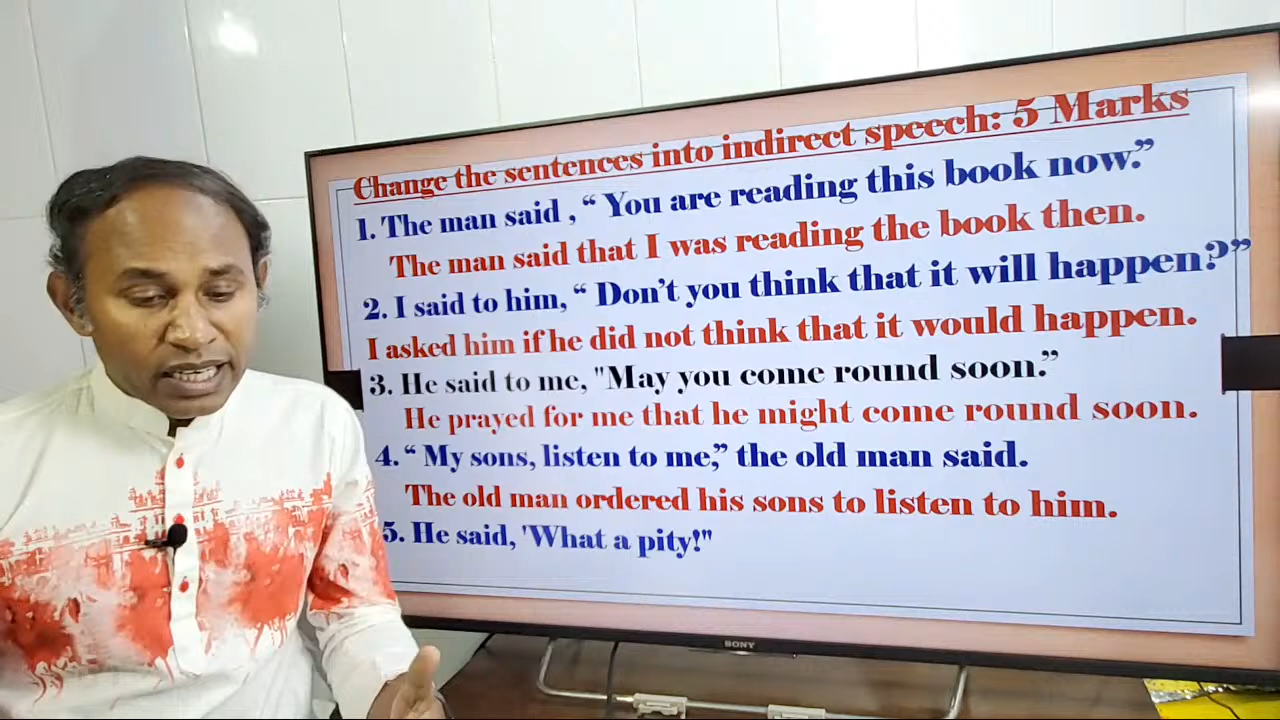 Change the sentences into indirect speech: 5 Marks
1. The man said , “ You are reading this book now.”
The man said that I was reading the book then.
2. I said to him, “ Don’t you think that it will happen?”
I asked him if he did not think that it would happen.
3. He said to me, "May you come round soon.”
He prayed for me that he might come round soon.
4. “ My sons, listen to me,” the old man said.
The old man ordered his sons to listen to him.
5. He said, 'What a pity!"
SONY